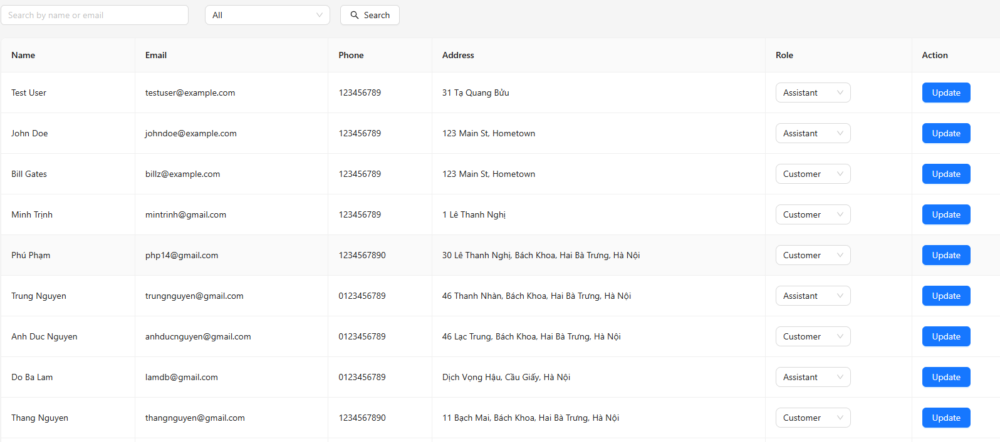 Search by name or email All Search
Name Email Phone Address Role Action
Test User testuser@example.com 123456789 31 Tạ Quang Bửu Assistant Update
John Doe johndoe@example.com 123456789 123 Main St, Hometown Assistant Update
Bill Gates billz@example.com 123456789 123 Main St, Hometown Customer Update
Minh Trịnh mintrinh@gmail.com 123456789 1 Lê Thanh Nghị Customer Update
Phú Phạm php14@gmail.com 1234567890 30 Lê Thanh Nghị, Bách Khoa, Hai Bà Trưng, Hà Nội Customer Update
Trung Nguyen trungnguyen@gmail.com 0123456789 46 Thanh Nhàn, Bách Khoa, Hai Bà Trưng, Hà Nội Assistant Update
Anh Duc Nguyen anhducnguyen@gmail.com 0123456789 46 Lạc Trung, Bách Khoa, Hai Bà Trưng, Hà Nội Customer Update
Do Ba Lam lamdb@gmail.com 0123456789 Dịch Vọng Hậu, Cầu Giấy, Hà Nội Assistant Update
Thang Nguyen thangnguyen@gmail.com 1234567890 11 Bạch Mai, Bách Khoa, Hai Bà Trưng, Hà Nội Customer Update